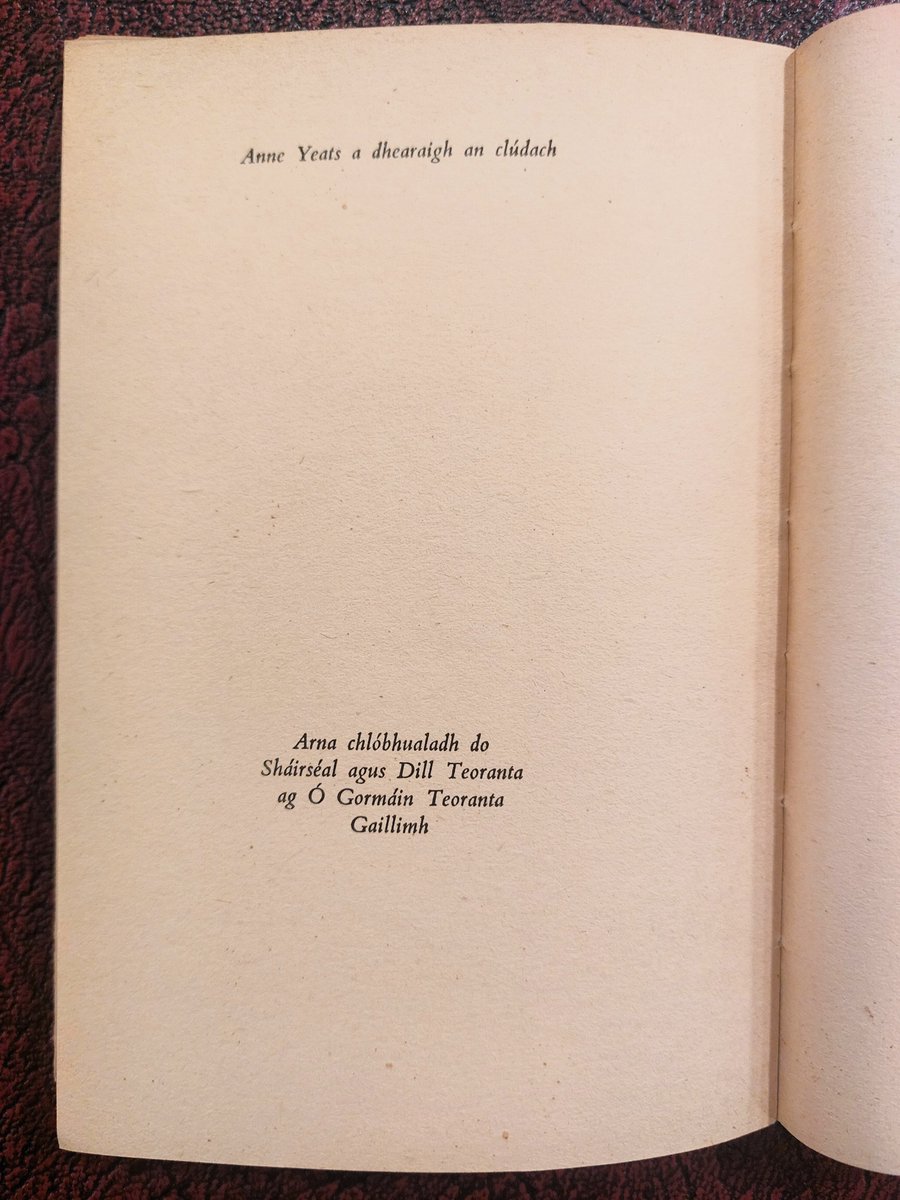 Anne Yeats a dhearaigh an clúdach
Arna chlóbhualadh do
Sháirséal agus Dill Teoranta
ag Ó Gormáin Teoranta
Gaillimh